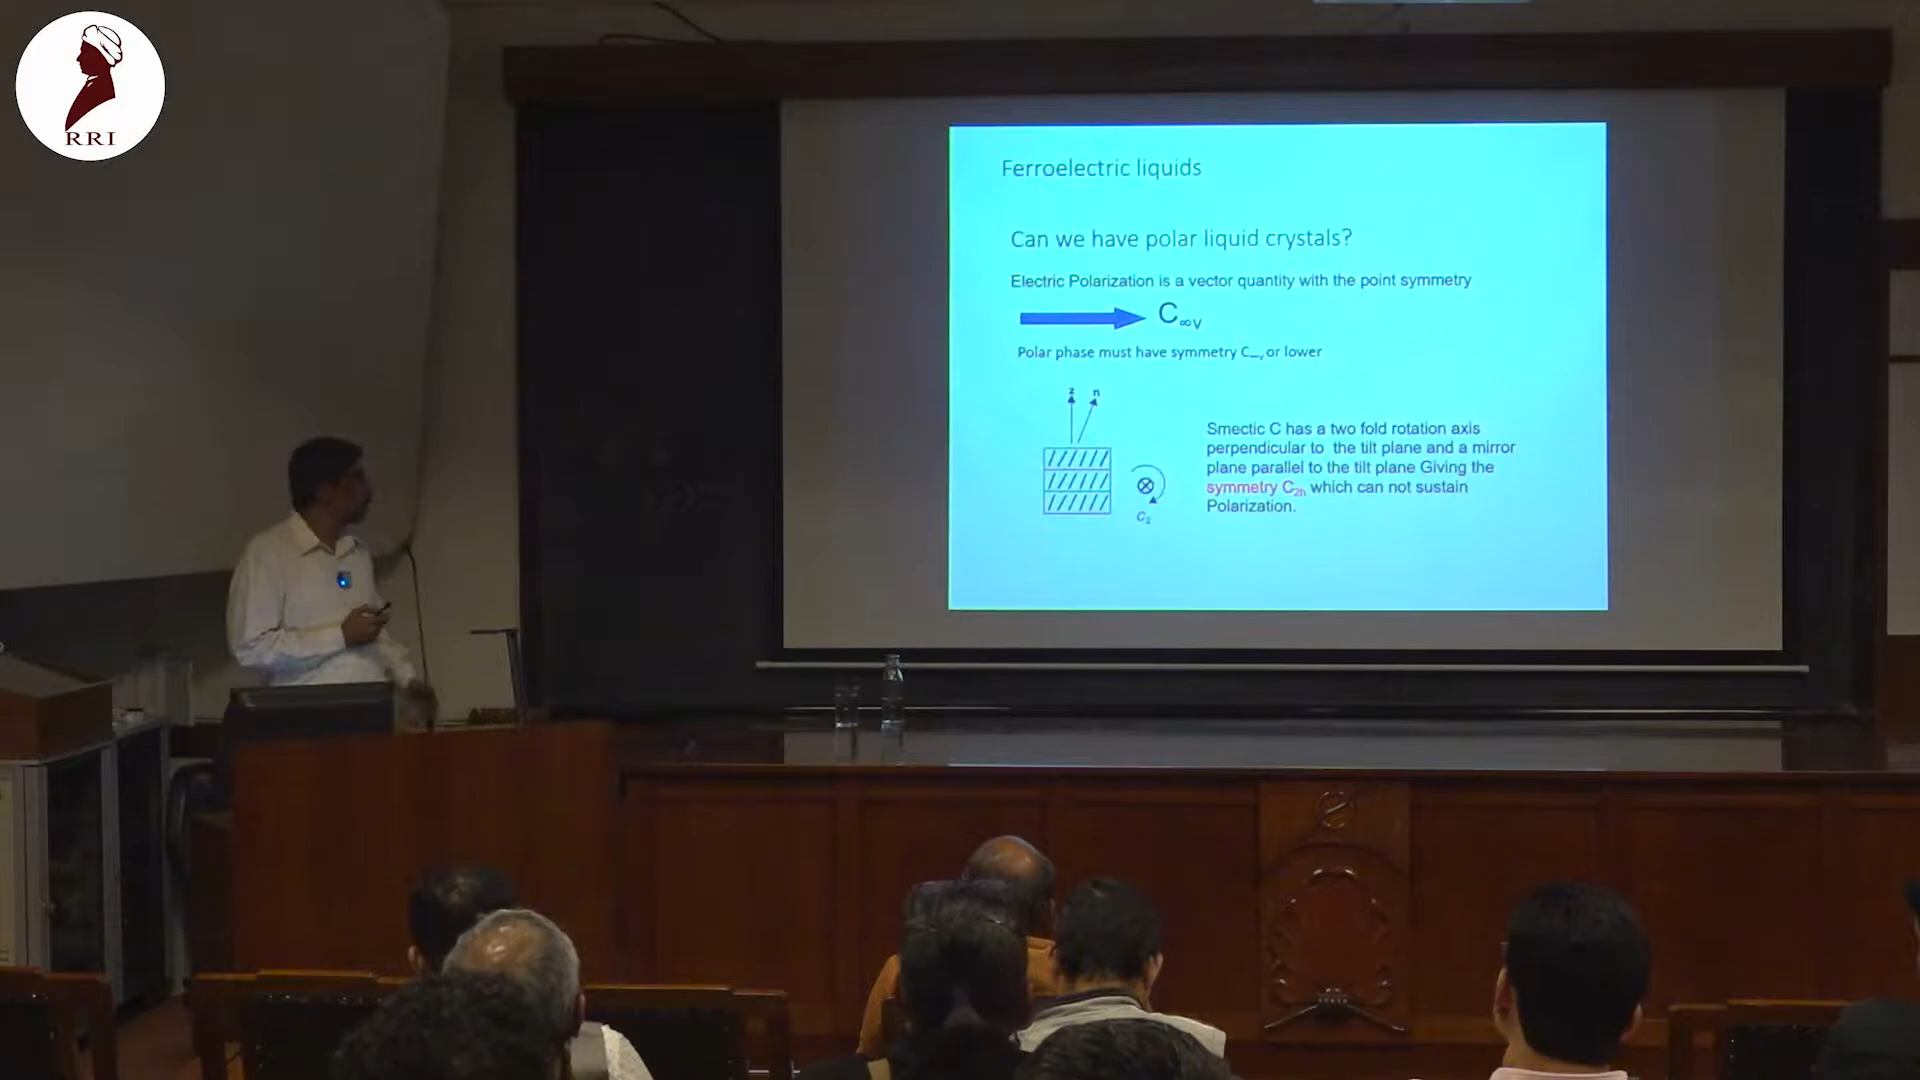 RRI
Ferroelectric liquids
Can we have polar liquid crystals?
Electric Polarization is a vector quantity with the point symmetry
C∞v
Polar phase must have symmetry C∞v or lower
z n
Smectic C has a two fold rotation axis
perpendicular to the tilt plane and a mirror
plane parallel to the tilt plane Giving the
symmetry C2h which can not sustain
Polarization.
C2